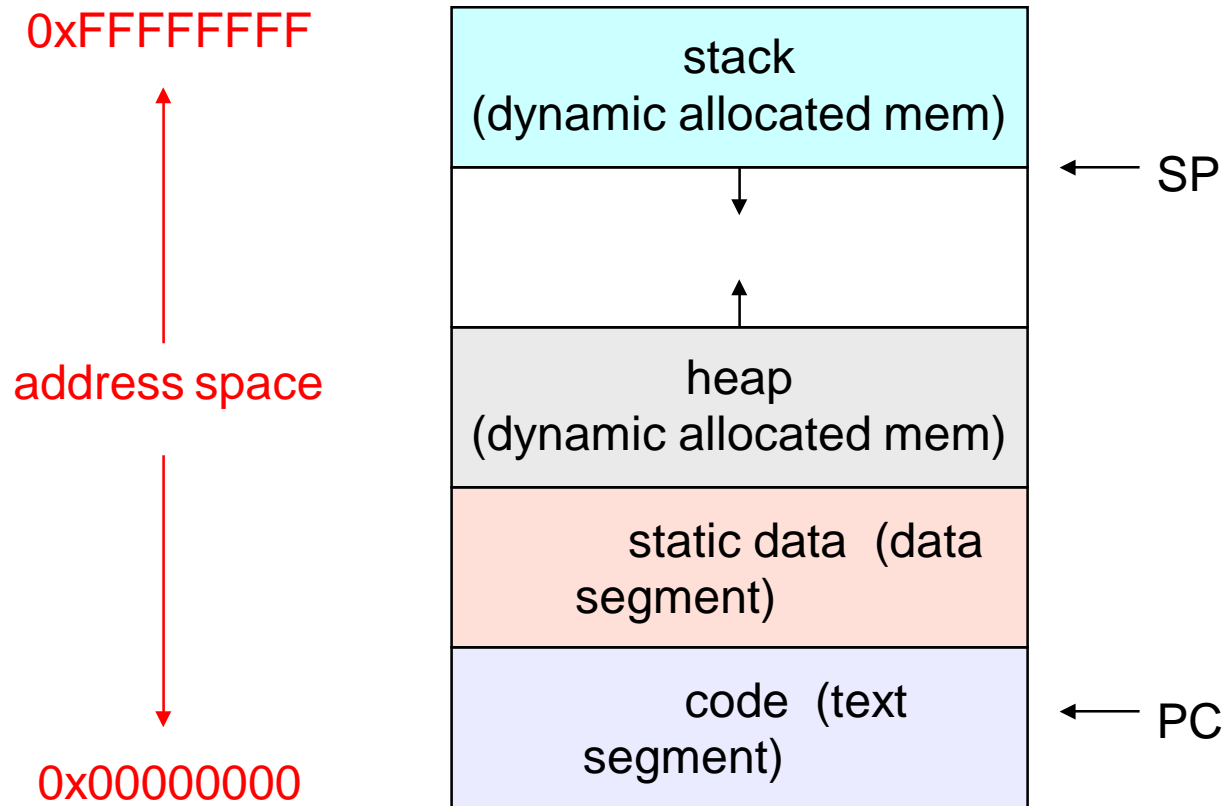 0xFFFFFFFF
stack
(dynamic allocated mem)
SP
address space
heap
(dynamic allocated mem)
static data (data
segment)
code (text
segment)
PC
0x00000000